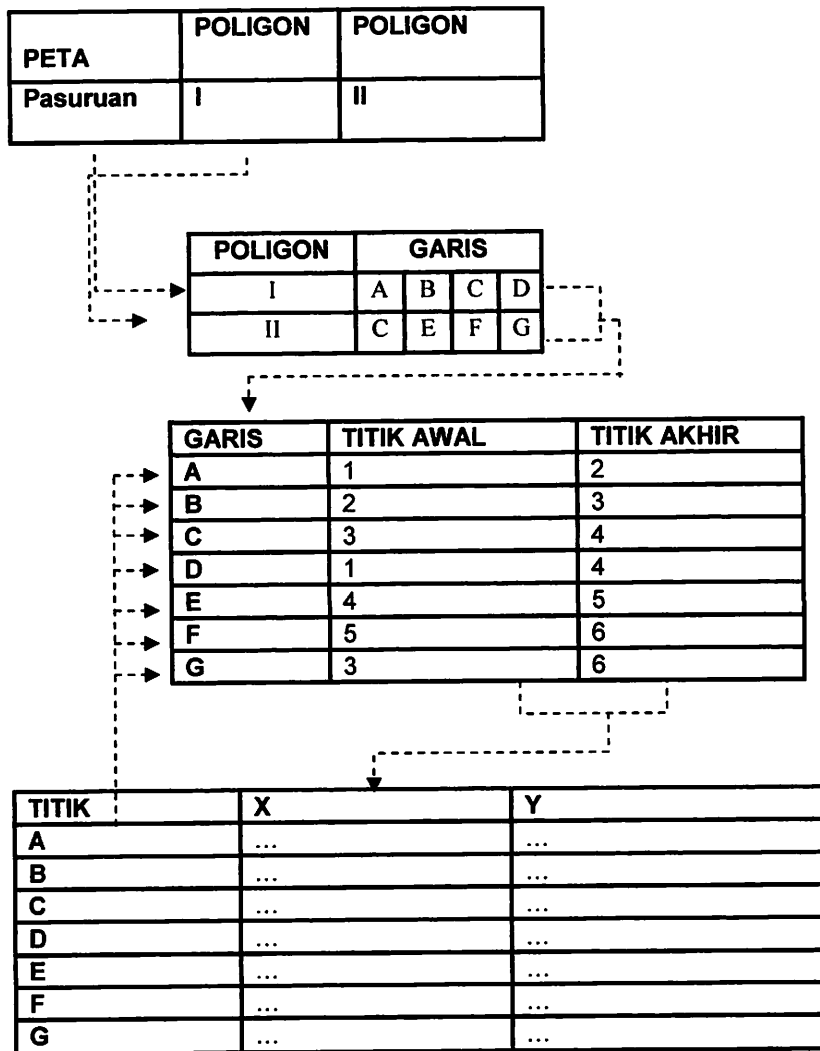 POLIGON POLIGON
PETA
Pasuruan I II
POLIGON GARIS
I A B C D
II C E F G
GARIS TITIK AWAL TITIK AKHIR
A 1 2
B 2 3
C 3 4
D 1 4
E 4 5
F 5 6
G 3 6
TITIK X Y
A ... ...
B ... ...
C ... ...
D ... ...
E ... ...
F ... ...
G ... ...